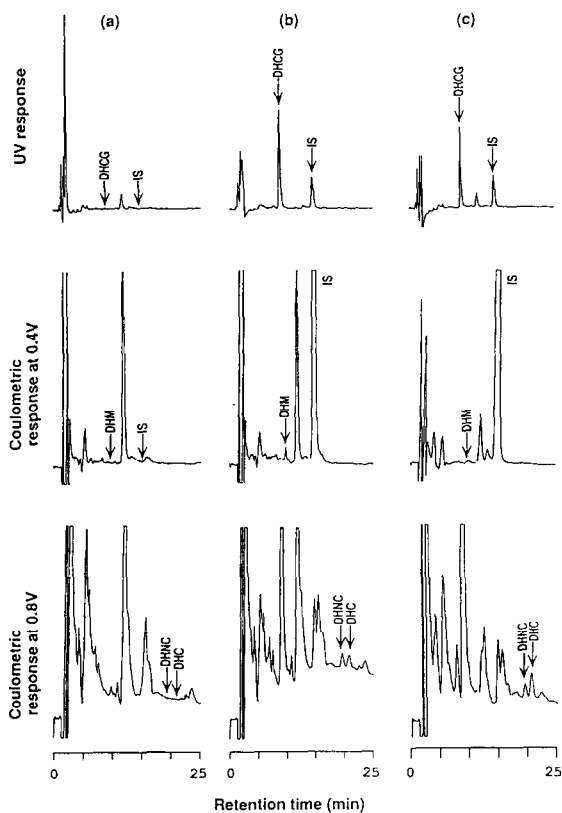 (a)
(b)
(c)
UV response
DHCG
IS
DHCG
IS
DHCG
IS
Coulometric
response at 0.4V
DHM
IS
DHM
IS
DHM
IS
Coulometric
response at 0.8V
DHNC
DHC
DHNC
DHC
DHNC
DHC
0
25
0
25
0
25
Retention time (min)